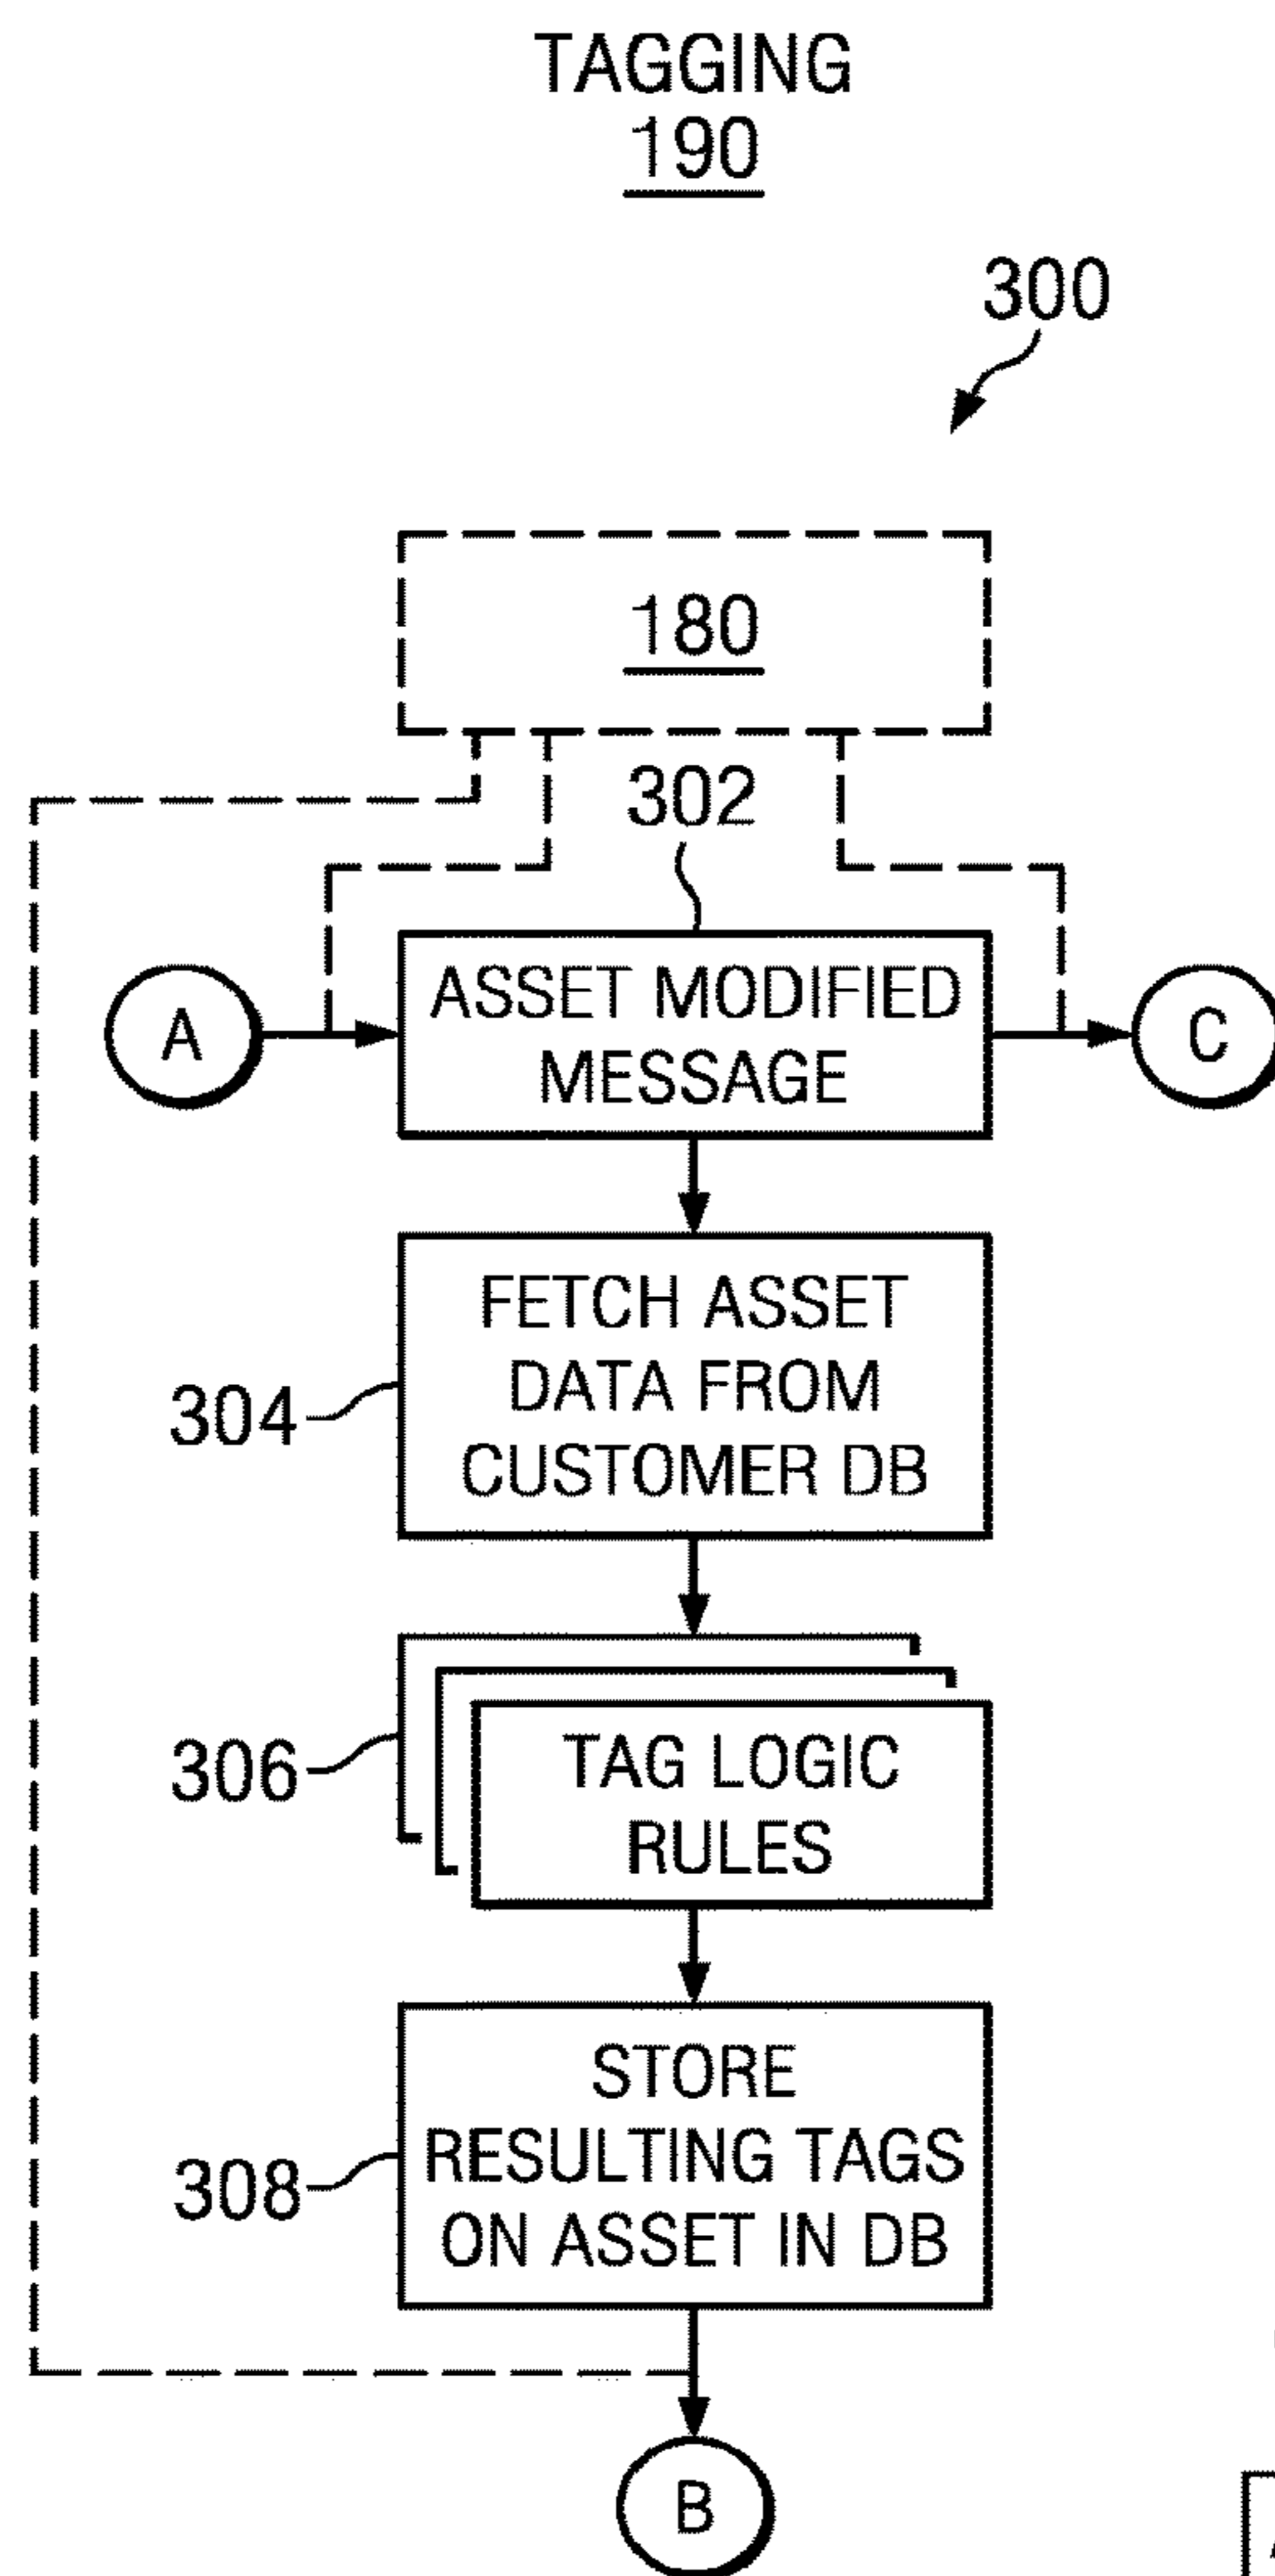 TAGGING
190
300
180
302
A
ASSET MODIFIED
MESSAGE
C
FETCH ASSET
DATA FROM
CUSTOMER DB
304
TAG LOGIC
RULES
306
STORE
RESULTING TAGS
ON ASSET IN DB
308
B